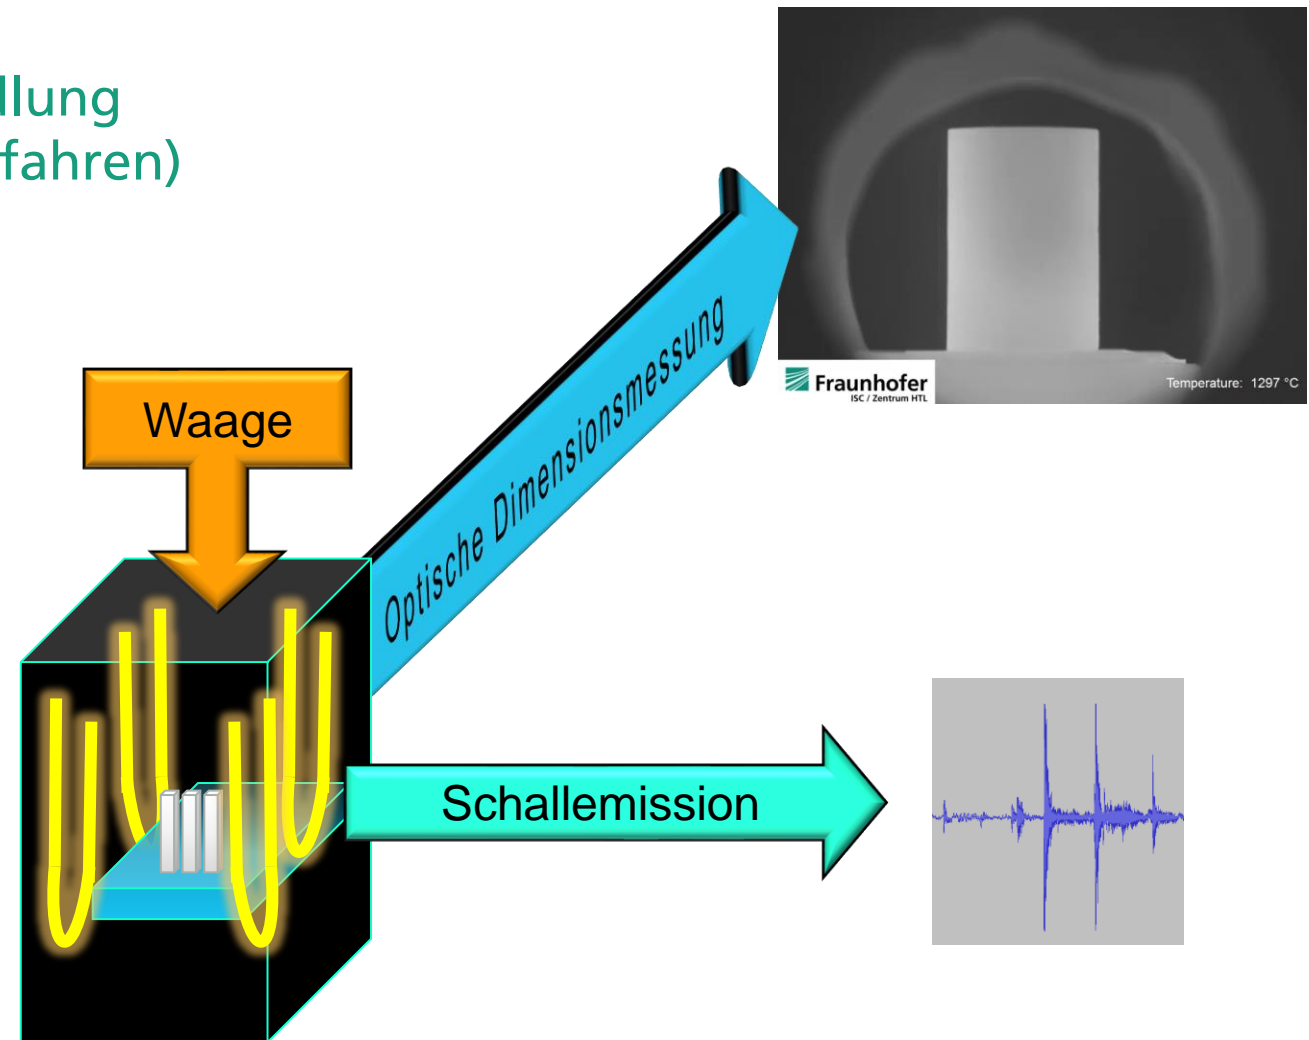 llung
fahren)
Waage
Optische Dimensionsmessung
Fraunhofer
ISC / Zentrum HTL
Temperature: 1297 °C
Schallemission